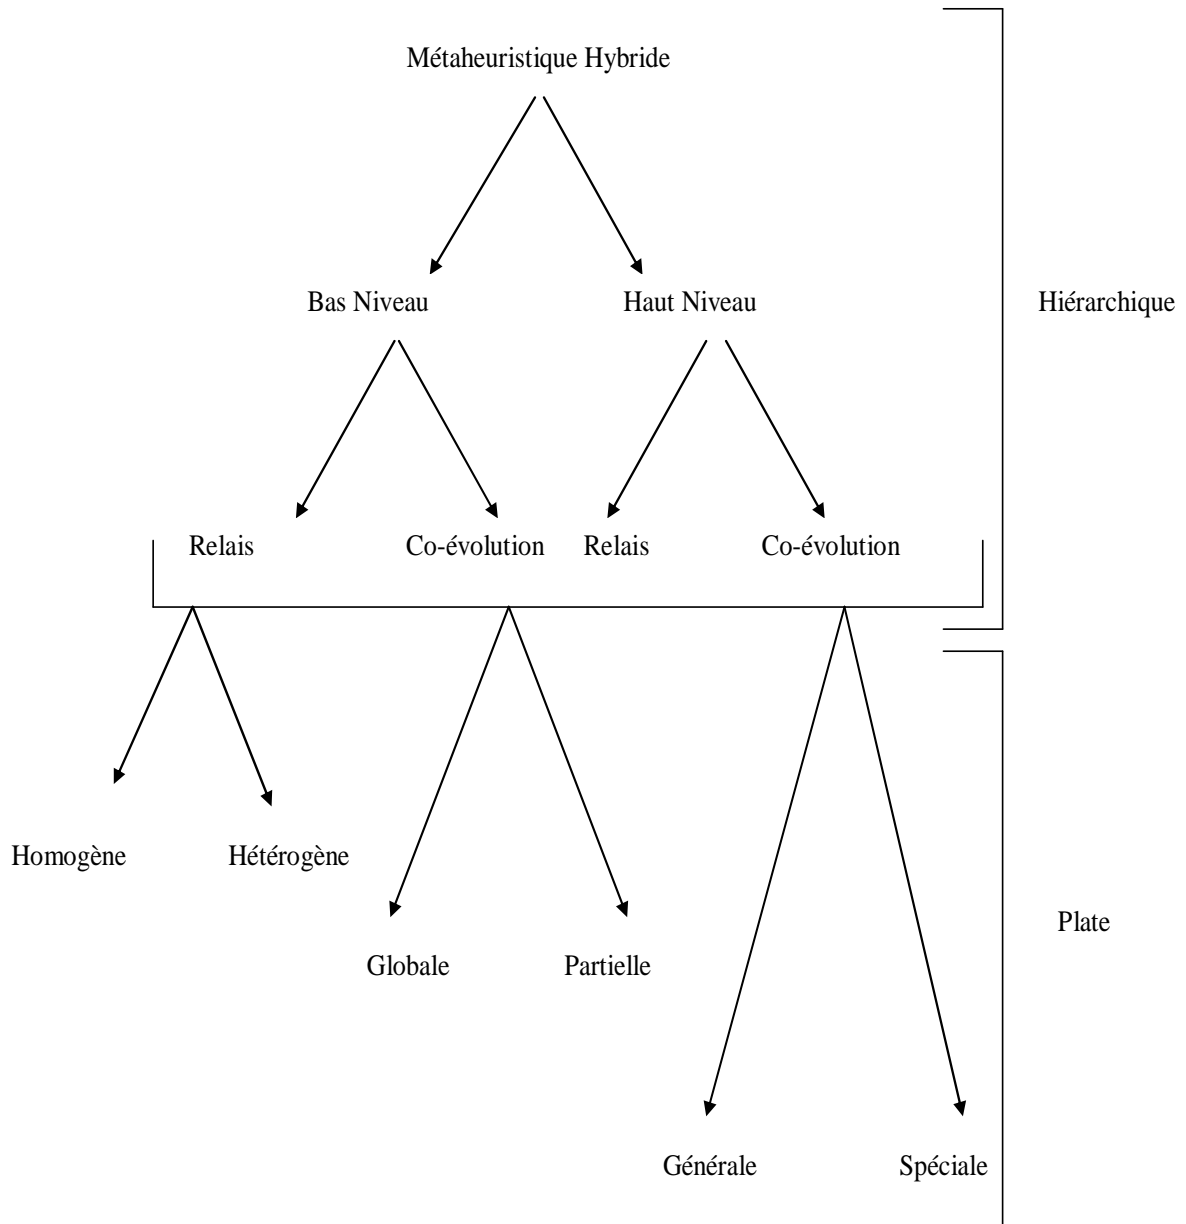 Métaheuristique Hybride
Bas Niveau
Haut Niveau
Hiérarchique
Relais
Co-évolution
Relais
Co-évolution
Homogène
Hétérogène
Plate
Globale
Partielle
Générale
Spéciale